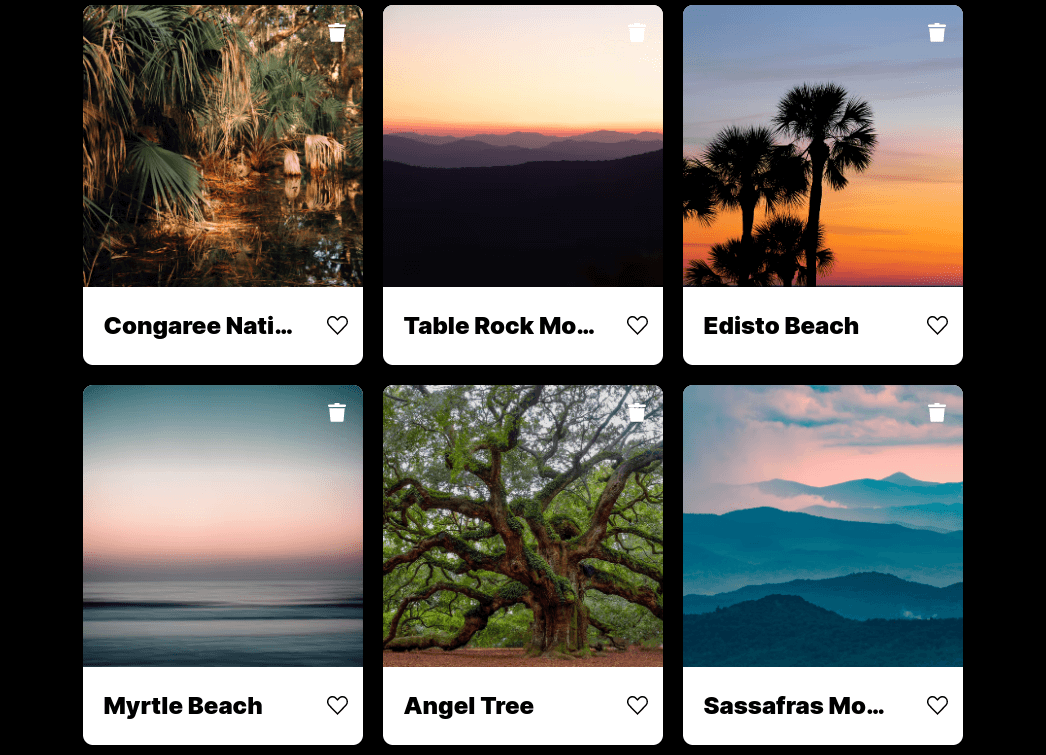 Congaree Nati...
Table Rock Mo...
Edisto Beach
Myrtle Beach
Angel Tree
Sassafras Mo...